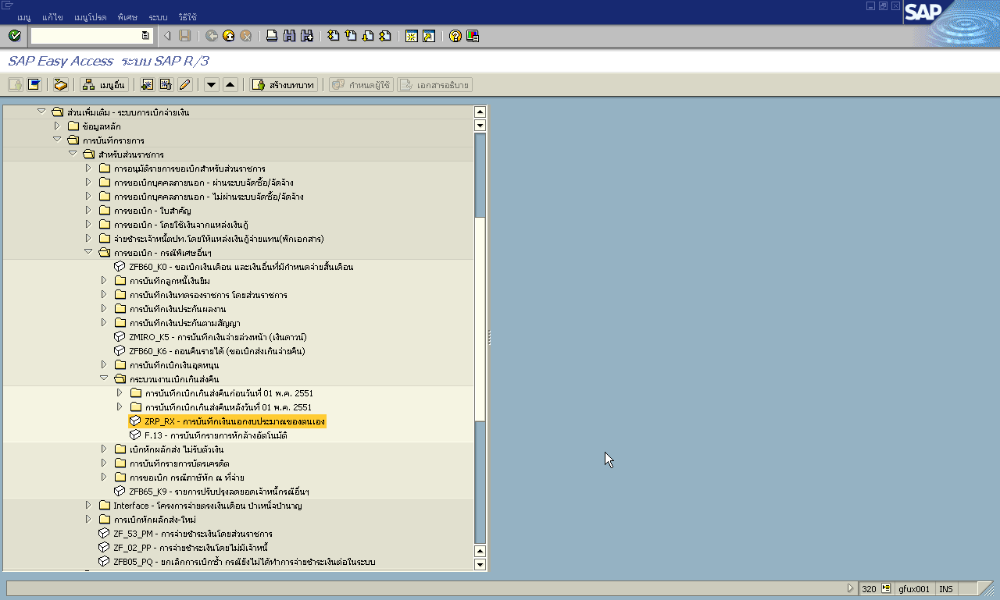 เมนู แก้ไข เมนูโปรด พิเศษ ระบบ วิธีใช้
SAP
SAP Easy Access ระบบ SAP R/3
เมนูอื่น สร้างบทบาท กำหนดผู้ใช้ เอกสารอธิบาย
ส่วนเพิ่มเติม - ระบบการเบิกจ่ายเงิน
ข้อมูลหลัก
การบันทึกรายการ
สำหรับส่วนราชการ
การอนุมัติรายการขอเบิกสำหรับส่วนราชการ
การขอเบิกบุคคลภายนอก - ผ่านระบบจัดซื้อ/จัดจ้าง
การขอเบิกบุคคลภายนอก - ไม่ผ่านระบบจัดซื้อ/จัดจ้าง
การขอเบิก - ใบสำคัญ
การขอเบิก - โดยใช้เงินจากแหล่งเงินกู้
จ่ายชำระเจ้าหนี้ตปท.โดยให้แหล่งเงินกู้จ่ายแทน(พักเอกสาร)
การขอเบิก - กรณีพิเศษอื่นๆ
ZFB60_K0 - ขอเบิกเงินเดือน และเงินอื่นที่มีกำหนดจ่ายสิ้นเดือน
การบันทึกลูกหนี้เงินยืม
การบันทึกเงินทดรองราชการ โดยส่วนราชการ
การบันทึกเงินประกันผลงาน
การบันทึกเงินประกันตามสัญญา
ZMIRO_K5 - การบันทึกเงินจ่ายล่วงหน้า (เงินดาวน์)
ZFB60_K6 - ถอนคืนรายได้ (ขอเบิกส่งเกินจ่ายคืน)
การบันทึกเบิกเงินอุดหนุน
กระบวนงานเบิกเกินส่งคืน
การบันทึกเบิกเกินส่งคืนก่อนวันที่ 01 พ.ค. 2551
การบันทึกเบิกเกินส่งคืนหลังวันที่ 01 พ.ค. 2551
ZRP_RX - การบันทึกเงินนอกงบประมาณของตนเอง
F.13 - การบันทึกรายการหักล้างอัตโนมัติ
เบิกหักผลักส่ง ไม่รับตัวเงิน
การบันทึกรายการบัตรเครดิต
การขอเบิก กรณีภาษีหัก ณ ที่จ่าย
ZFB65_K9 - รายการปรับปรุงลดยอดเจ้าหนี้กรณีอื่นๆ
Interface - โครงการจ่ายตรงเงินเดือน บำเหน็จบำนาญ
การเบิกหักผลักส่ง-ใหม่
ZF_53_PM - การจ่ายชำระเงินโดยส่วนราชการ
ZF_02_PP - การจ่ายชำระเงินโดยไม่มีเจ้าหนี้
ZFB05_PQ - ยกเลิกการเบิกซ้ำ กรณียังไม่ได้ทำการจ่ายชำระเงินต่อในระบบ
320 gfux001 INS